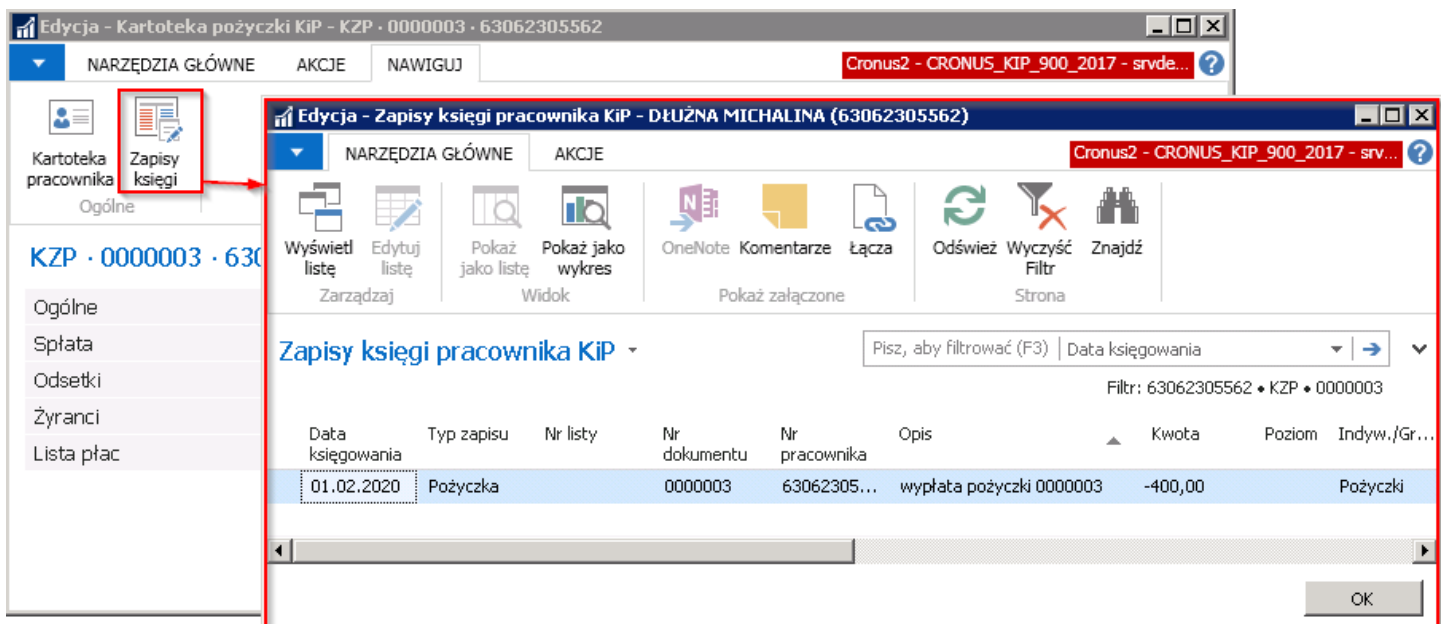 Edycja - Kartoteka pożyczki KiP - KZP · 0000003 · 63062305562
NARZĘDZIA GŁÓWNE AKCJE NAWIGUJ Cronus2 - CRONUS_KIP_900_2017 - srvde...
Kartoteka pracownika
Zapisy księgi
Ogólne
KZP · 0000003 · 630
Ogólne
Spłata
Odsetki
Żyranci
Lista płac
Edycja - Zapisy księgi pracownika KiP - DŁUŻNA MICHALINA (63062305562)
NARZĘDZIA GŁÓWNE AKCJE Cronus2 - CRONUS_KIP_900_2017 - srv...
Wyświetl listę
Edytuj listę
Pokaż jako listę
Pokaż jako wykres
OneNote Komentarze Łącza
Odśwież
Wyczyść Filtr
Znajdź
Zarządzaj Widok Pokaż załączone Strona
Zapisy księgi pracownika KiP
Pisz, aby filtrować (F3) Data księgowania
Filtr: 63062305562 • KZP • 0000003
Data księgowania Typ zapisu Nr listy Nr dokumentu Nr pracownika Opis Kwota Poziom Indyw./Gr...
01.02.2020 Pożyczka 0000003 63062305... wypłata pożyczki 0000003 -400,00 Pożyczki
OK